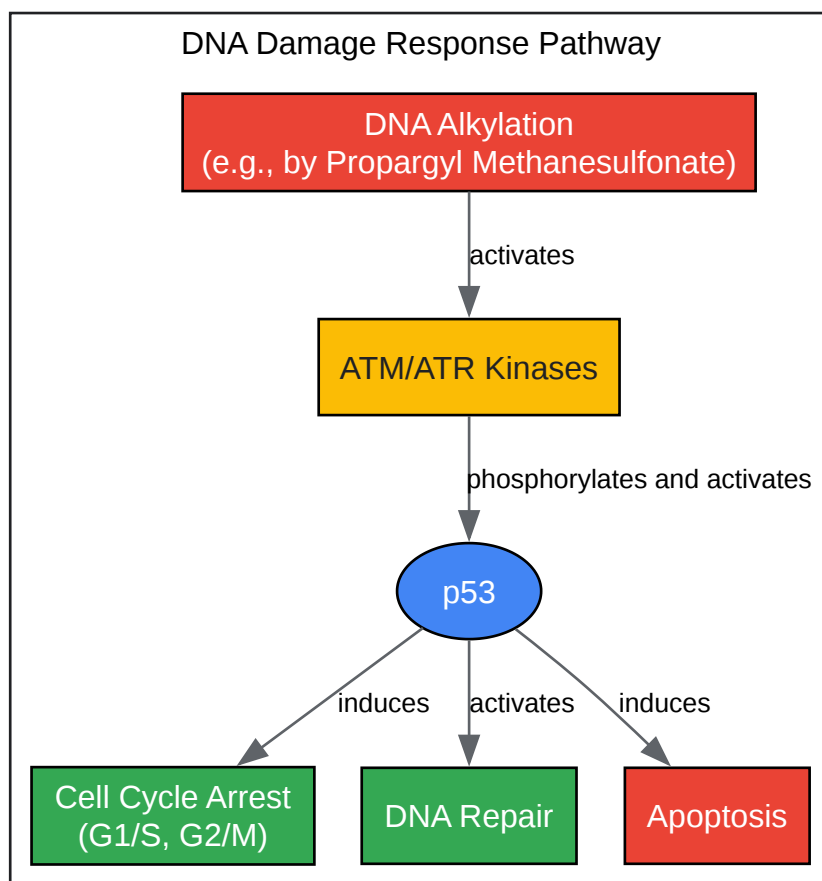 DNA Damage Response Pathway
DNA Alkylation
(e.g., by Propargyl Methanesulfonate)
activates
ATM/ATR Kinases
phosphorylates and activates
p53
induces
activates
induces
Cell Cycle Arrest
(G1/S, G2/M)
DNA Repair
Apoptosis